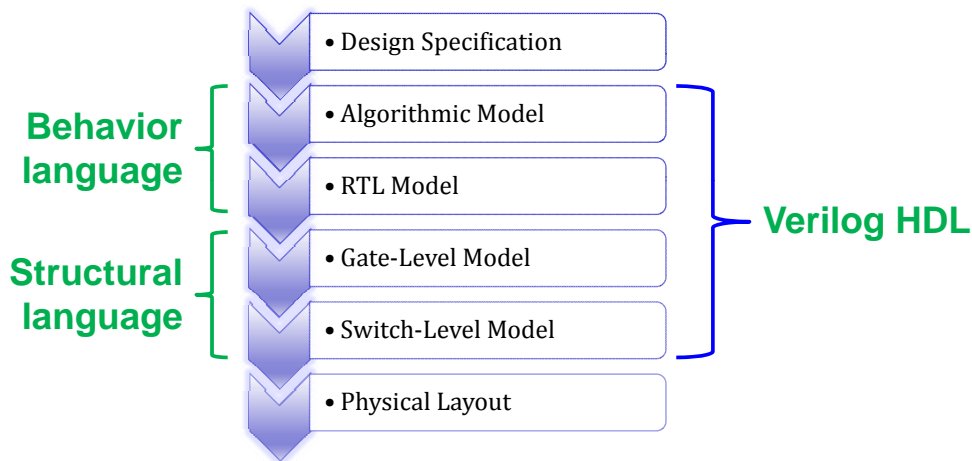 • Design Specification
Behavior
language
• Algorithmic Model
• RTL Model
Verilog HDL
Structural
language
• Gate-Level Model
• Switch-Level Model
• Physical Layout